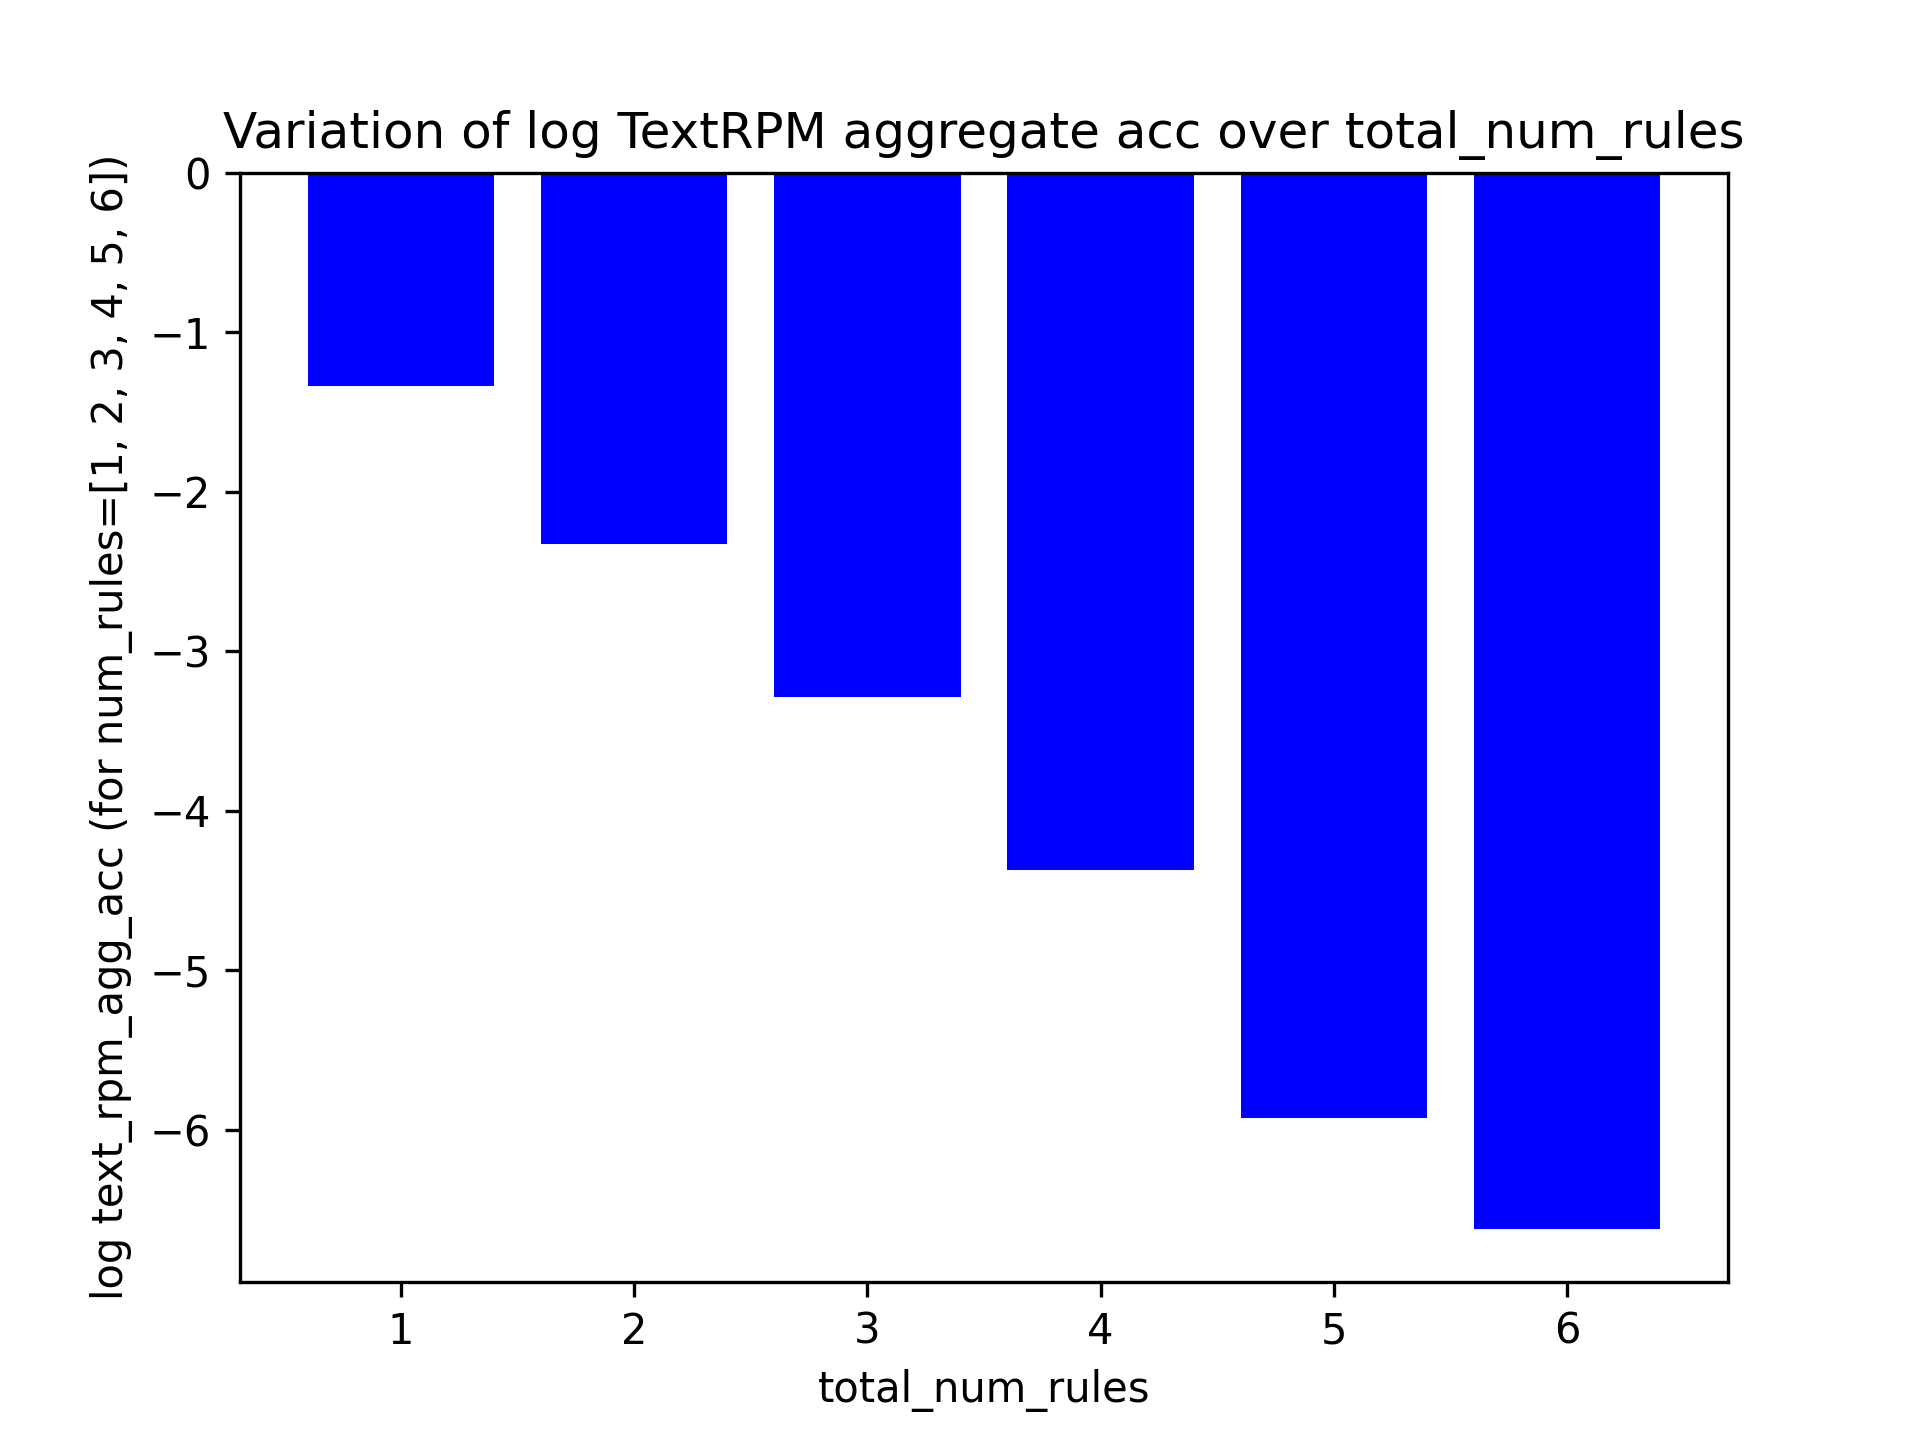 Variation of log TextRPM aggregate acc over total_num_rules
log text_rpm_agg_acc (for num_rules=[1, 2, 3, 4, 5, 6])
0
−1
−2
−3
−4
−5
−6
1 2 3 4 5 6
total_num_rules